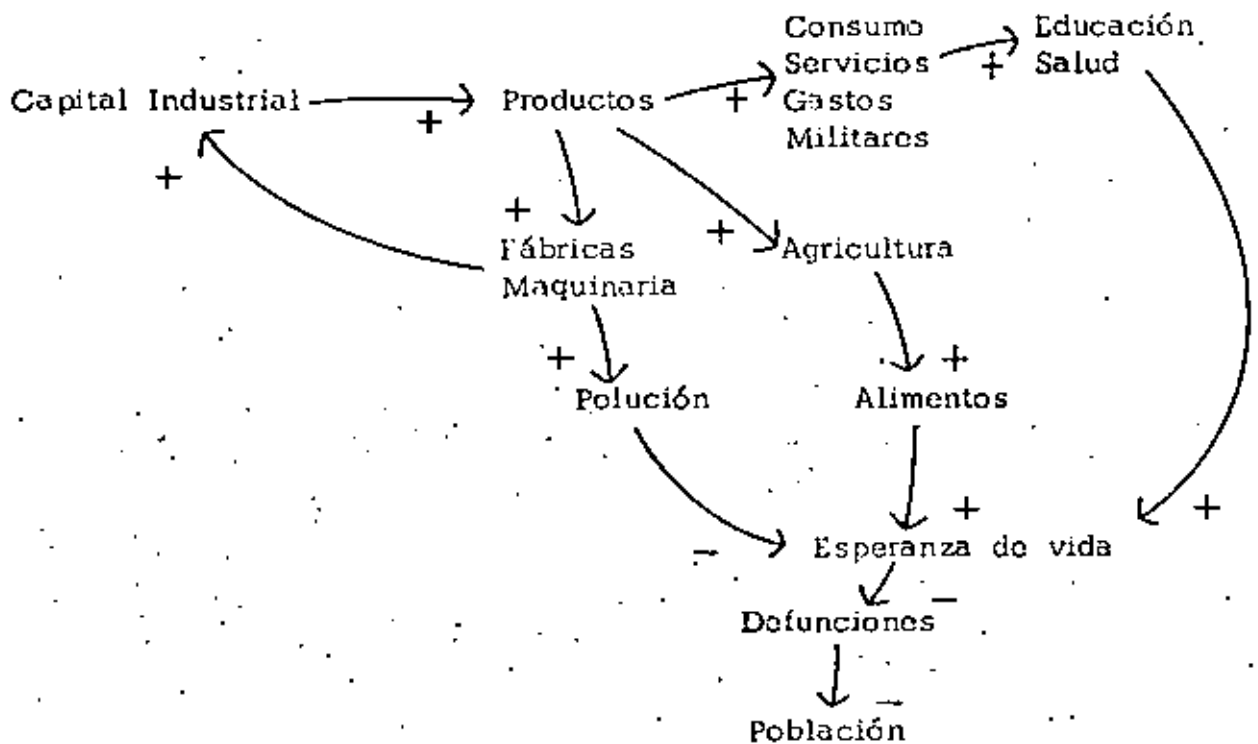 Consumo
Servicios
Gastos
Militares
Educación
Salud
Capital Industrial
Productos
+
+
+
+
+
Fábricas
Maquinaria
+
Agricultura
+
Polución
+
Alimentos
-
+
Esperanza de vida
+
-
Defunciones
-
Población